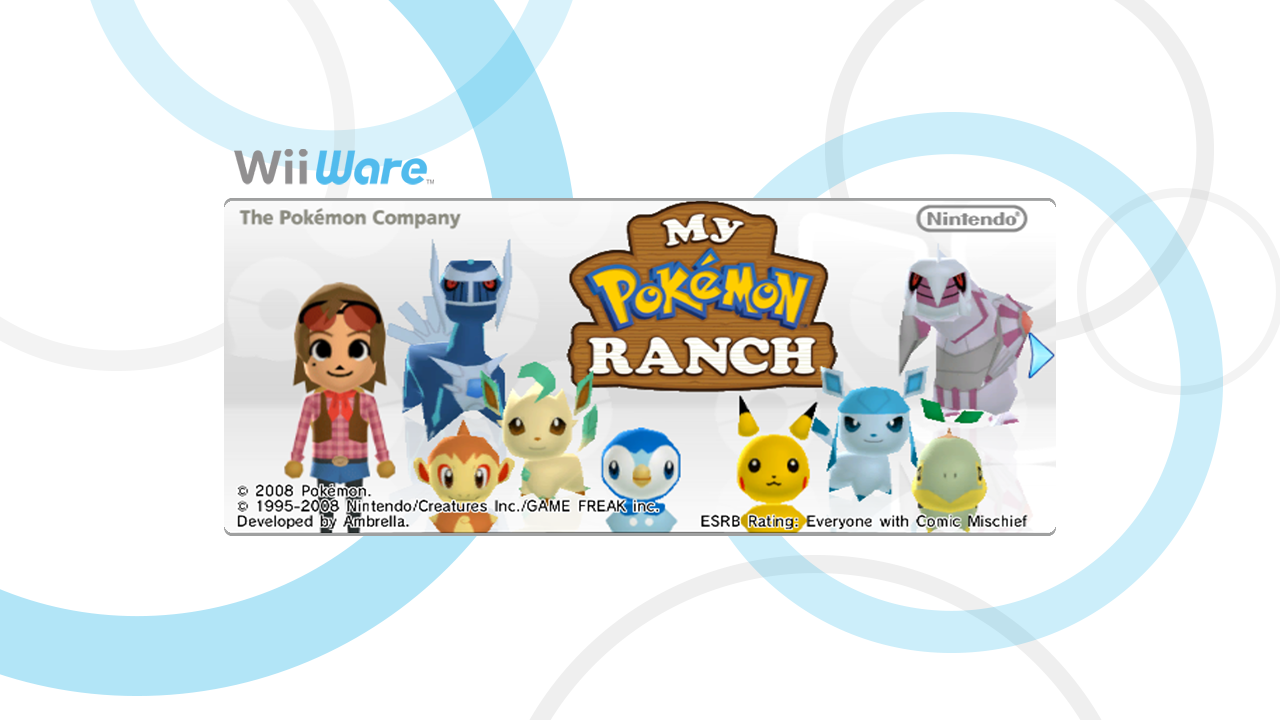 WiiWare™
The Pokémon Company
Nintendo®
My
POKéMON
RANCH
© 2008 Pokémon.
© 1995-2008 Nintendo/Creatures Inc./GAME FREAK inc.
Developed by Ambrella.
ESRB Rating: Everyone with Comic Mischief